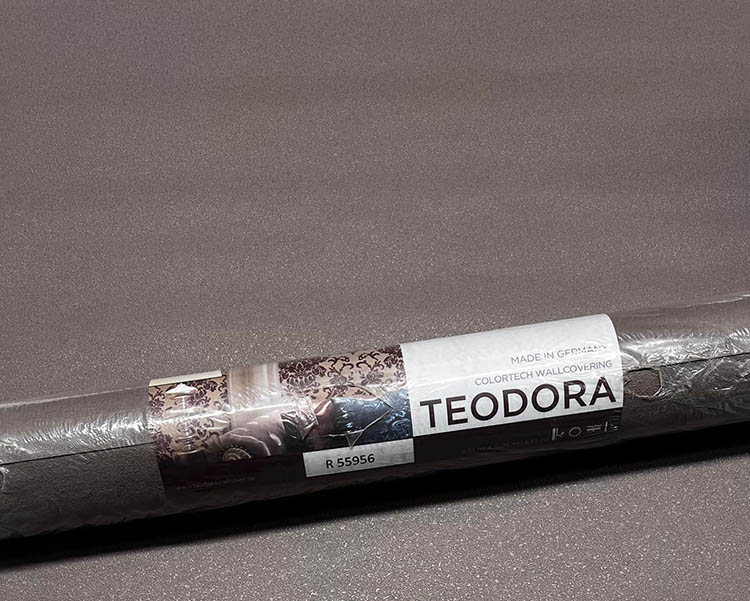 MADE IN GERMANY
COLORTECH WALLCOVERING
TEODORA
R 55956